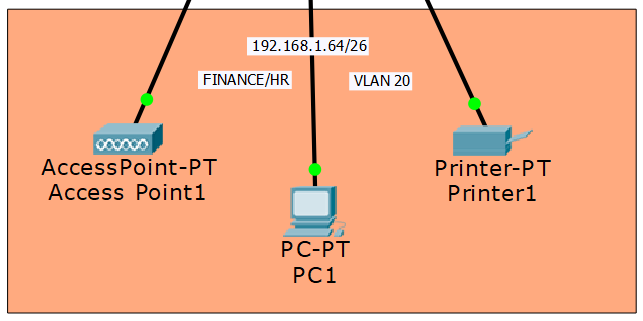 192.168.1.64/26
FINANCE/HR
VLAN 20
AccessPoint-PT
Access Point1
Printer-PT
Printer1
PC-PT
PC1